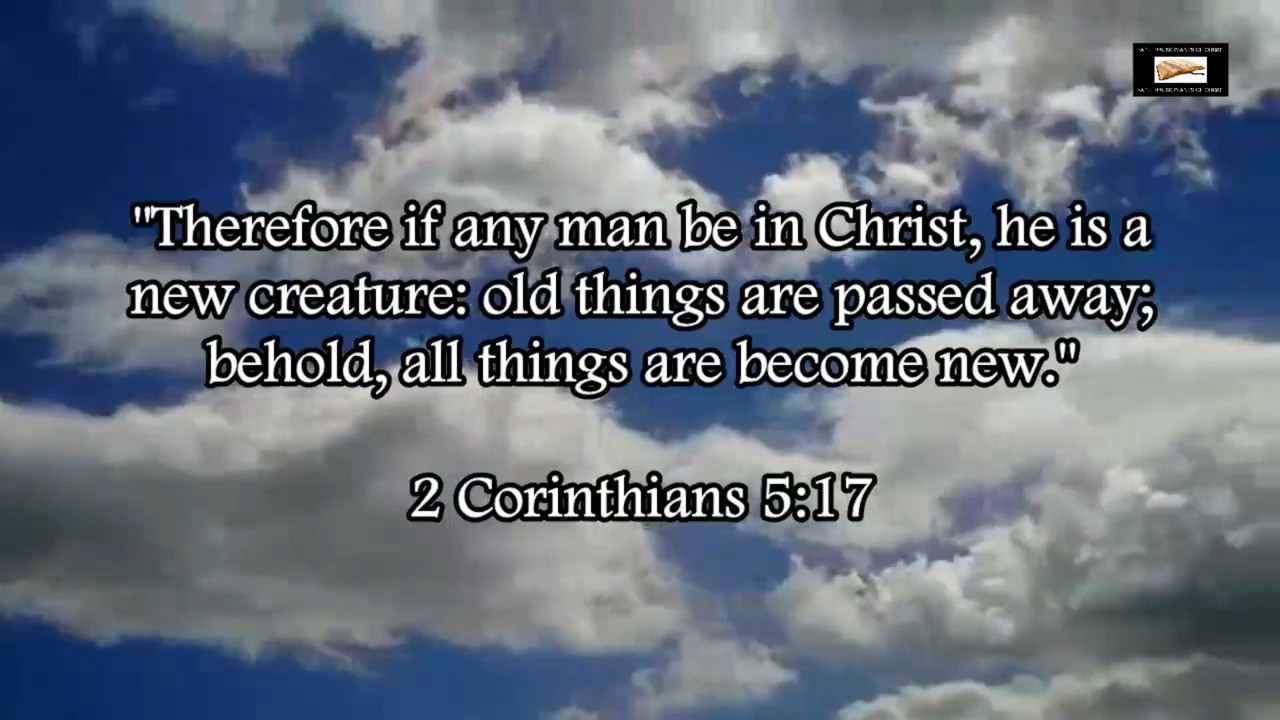 "Therefore if any man be in Christ, he is a
new creature: old things are passed away;
behold, all things are become new."
2 Corinthians 5:17